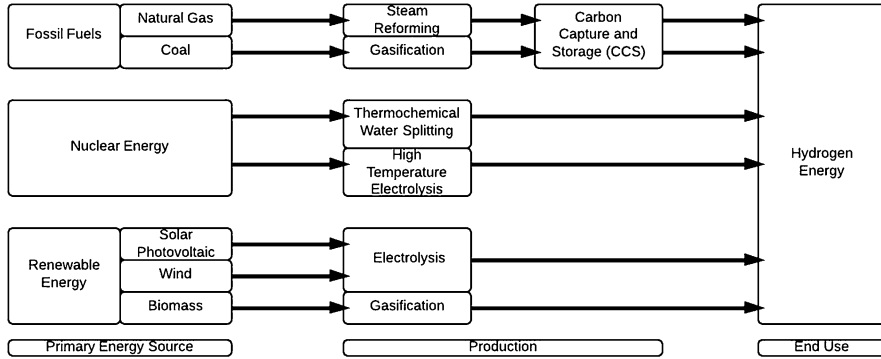 Fossil Fuels
Natural Gas
Coal
Steam
Reforming
Gasification
Carbon
Capture and
Storage (CCS)
Nuclear Energy
Thermochemical
Water Splitting
High
Temperature
Electrolysis
Hydrogen
Energy
Renewable
Energy
Solar
Photovoltaic
Wind
Biomass
Electrolysis
Gasification
Primary Energy Source
Production
End Use